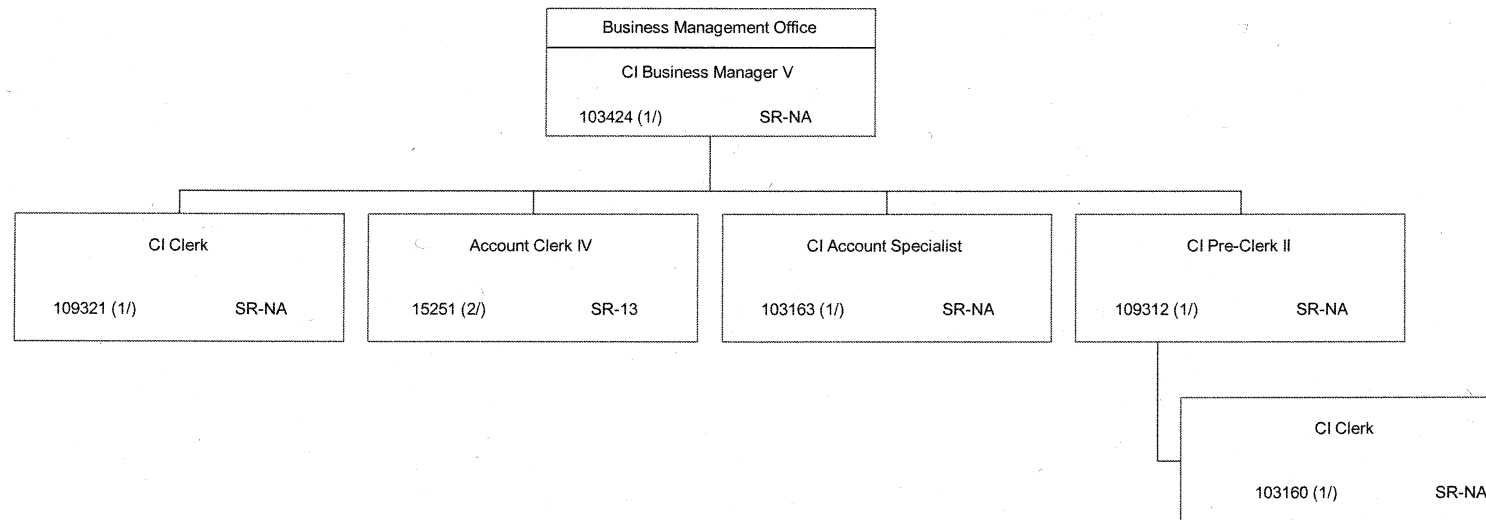 Business Management Office
CI Business Manager V
103424 (1/) SR-NA
CI Clerk
109321 (1/) SR-NA
Account Clerk IV
15251 (2/) SR-13
CI Account Specialist
103163 (1/) SR-NA
CI Pre-Clerk II
109312 (1/) SR-NA
CI Clerk
103160 (1/) SR-NA